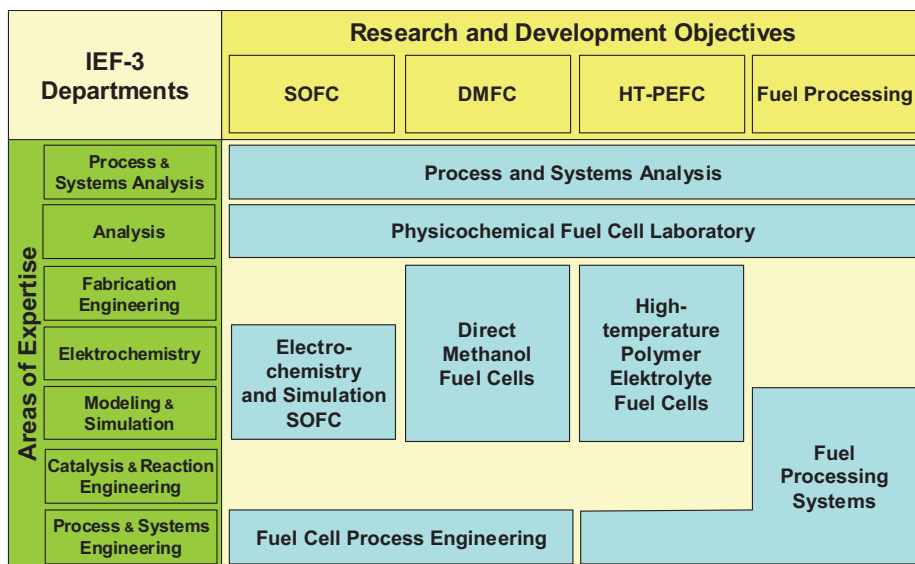 IEF-3
Departments
Research and Development Objectives
SOFC
DMFC
HT-PEFC
Fuel Processing
Areas of Expertise
Process &
Systems Analysis
Process and Systems Analysis
Analysis
Physicochemical Fuel Cell Laboratory
Fabrication
Engineering
Elektrochemistry
Modeling &
Simulation
Catalysis & Reaction
Engineering
Process & Systems
Engineering
Electro-
chemistry
and Simulation
SOFC
Direct
Methanol
Fuel Cells
High-
temperature
Polymer
Elektrolyte
Fuel Cells
Fuel
Processing
Systems
Fuel Cell Process Engineering